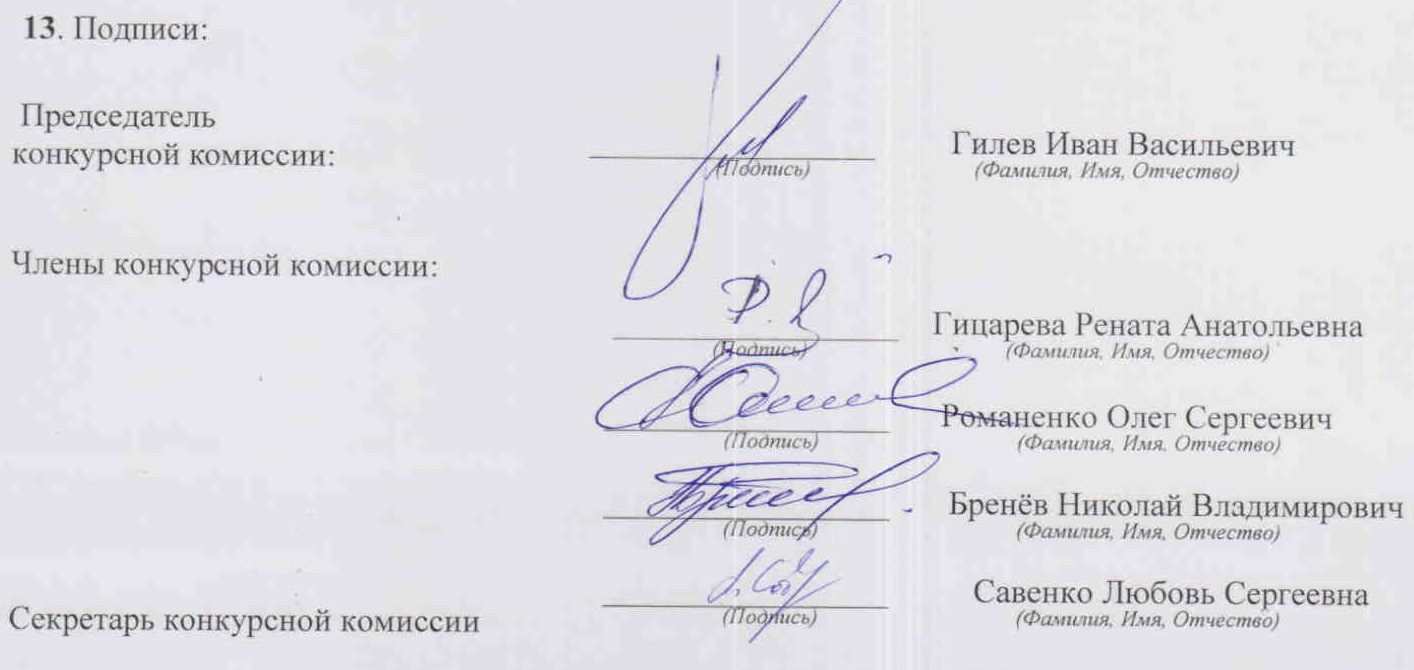 13. Подписи:
Председатель
конкурсной комиссии:
(Подпись)
Гилев Иван Васильевич
(Фамилия, Имя, Отчество)
Члены конкурсной комиссии:
(Подпись)
Гицарева Рената Анатольевна
(Фамилия, Имя, Отчество)
(Подпись)
Романенко Олег Сергеевич
(Фамилия, Имя, Отчество)
(Подпись)
Бренёв Николай Владимирович
(Фамилия, Имя, Отчество)
Секретарь конкурсной комиссии
(Подпись)
Савенко Любовь Сергеевна
(Фамилия, Имя, Отчество)